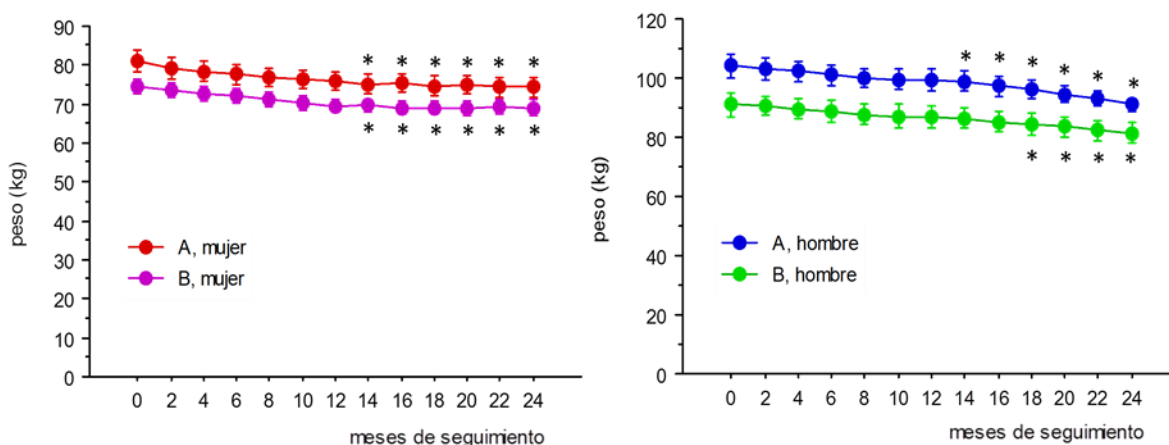 90
80
70
60
50
40
30
20
10
0
peso (kg)
* * * * * *
* * * * * *
A, mujer
B, mujer
0 2 4 6 8 10 12 14 16 18 20 22 24
meses de seguimiento
120
100
80
60
40
20
0
peso (kg)
* * * * * *
* * * *
A, hombre
B, hombre
0 2 4 6 8 10 12 14 16 18 20 22 24
meses de seguimiento